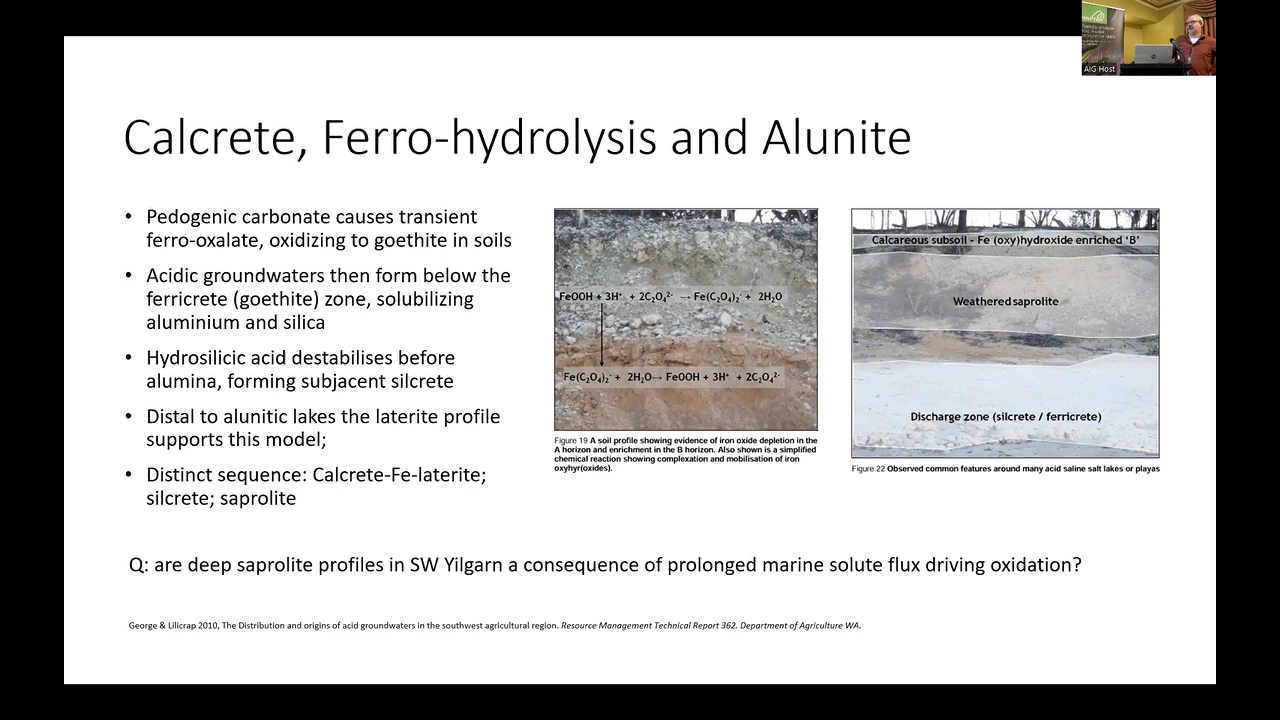 AIG Host
Calcrete, Ferro-hydrolysis and Alunite
• Pedogenic carbonate causes transient
ferro-oxalate, oxidizing to goethite in soils
• Acidic groundwaters then form below the
ferricrete (goethite) zone, solubilizing
aluminium and silica
• Hydrosilicic acid destabilises before
alumina, forming subjacent silcrete
• Distal to alunitic lakes the laterite profile
supports this model;
• Distinct sequence: Calcrete-Fe-laterite;
silcrete; saprolite
FeOOH + 3H⁺ + 2C₂O₄²⁻ → Fe(C₂O₄)₂⁻ + 2H₂O
Fe(C₂O₄)₂⁻ + 2H₂O → FeOOH + 3H⁺ + 2C₂O₄²⁻
Figure 19 A soil profile showing evidence of iron oxide depletion in the
A horizon and enrichment in the B horizon. Also shown is a simplified
chemical reaction showing complexation and mobilisation of iron
oxyhyr(oxides).
Calcareous subsoil - Fe (oxy)hydroxide enriched 'B'
Weathered saprolite
Discharge zone (silcrete / ferricrete)
Figure 22 Observed common features around many acid saline salt lakes or playas
Q: are deep saprolite profiles in SW Yilgarn a consequence of prolonged marine solute flux driving oxidation?
George & Lilicrap 2010, The Distribution and origins of acid groundwaters in the southwest agricultural region. Resource Management Technical Report 362. Department of Agriculture WA.